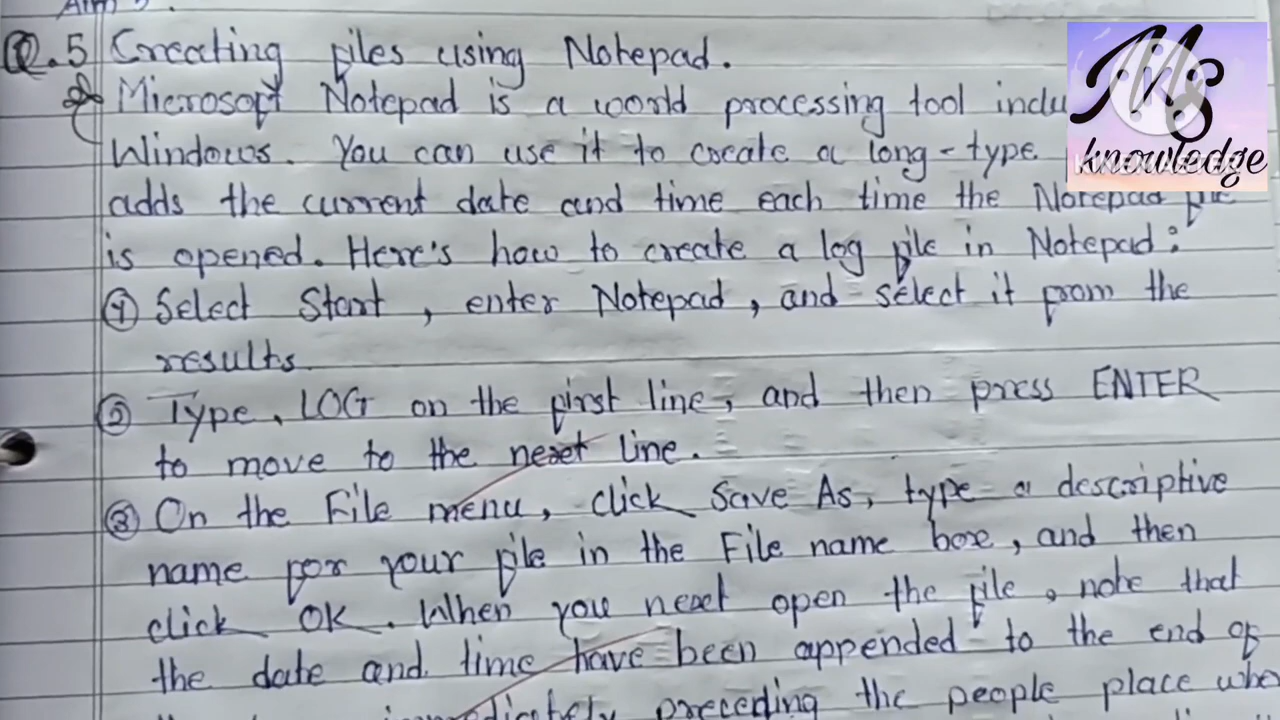 Q.5 Creating files using Notepad.
Microsoft Notepad is a world processing tool inclu
Windows. You can use it to create a long-type
adds the current date and time each time the Notepad file
is opened. Here's how to create a log file in Notepad:
① Select Start, enter Notepad, and select it from the
results.
② Type . LOG on the first line, and then press ENTER
to move to the next line.
③ On the File menu, click Save As, type a descriptive
name for your file in the File name box, and then
click OK. When you next open the file, note that
the date and time have been appended to the end of
immediately preceding the people place whe
Ms
knowledge